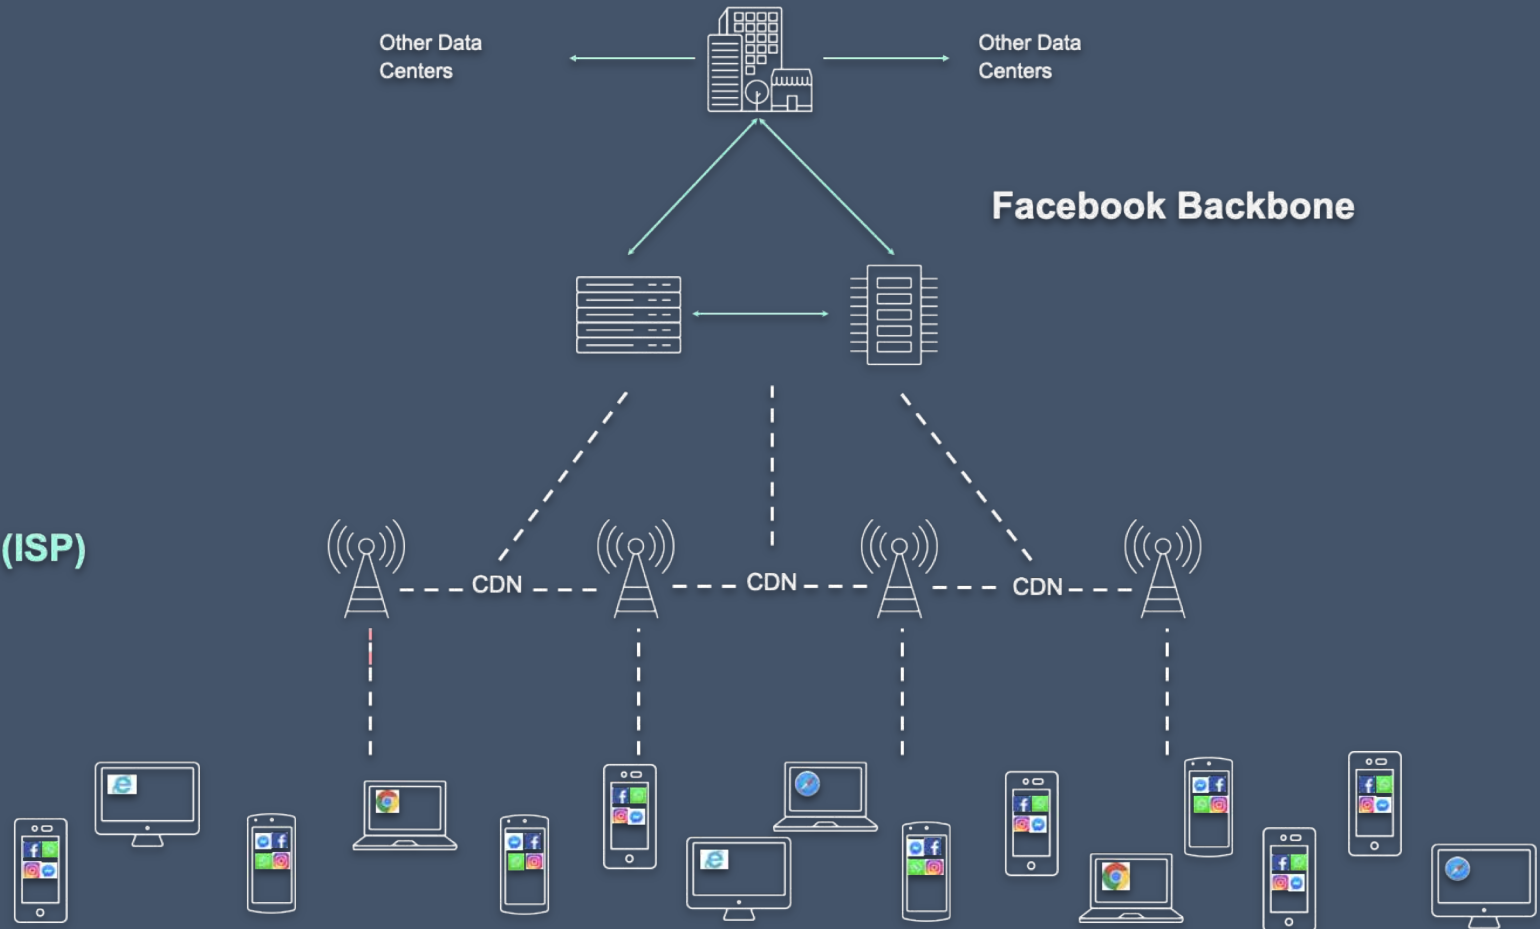 Other Data
Centers
Other Data
Centers
Facebook Backbone
(ISP)
CDN
CDN
CDN